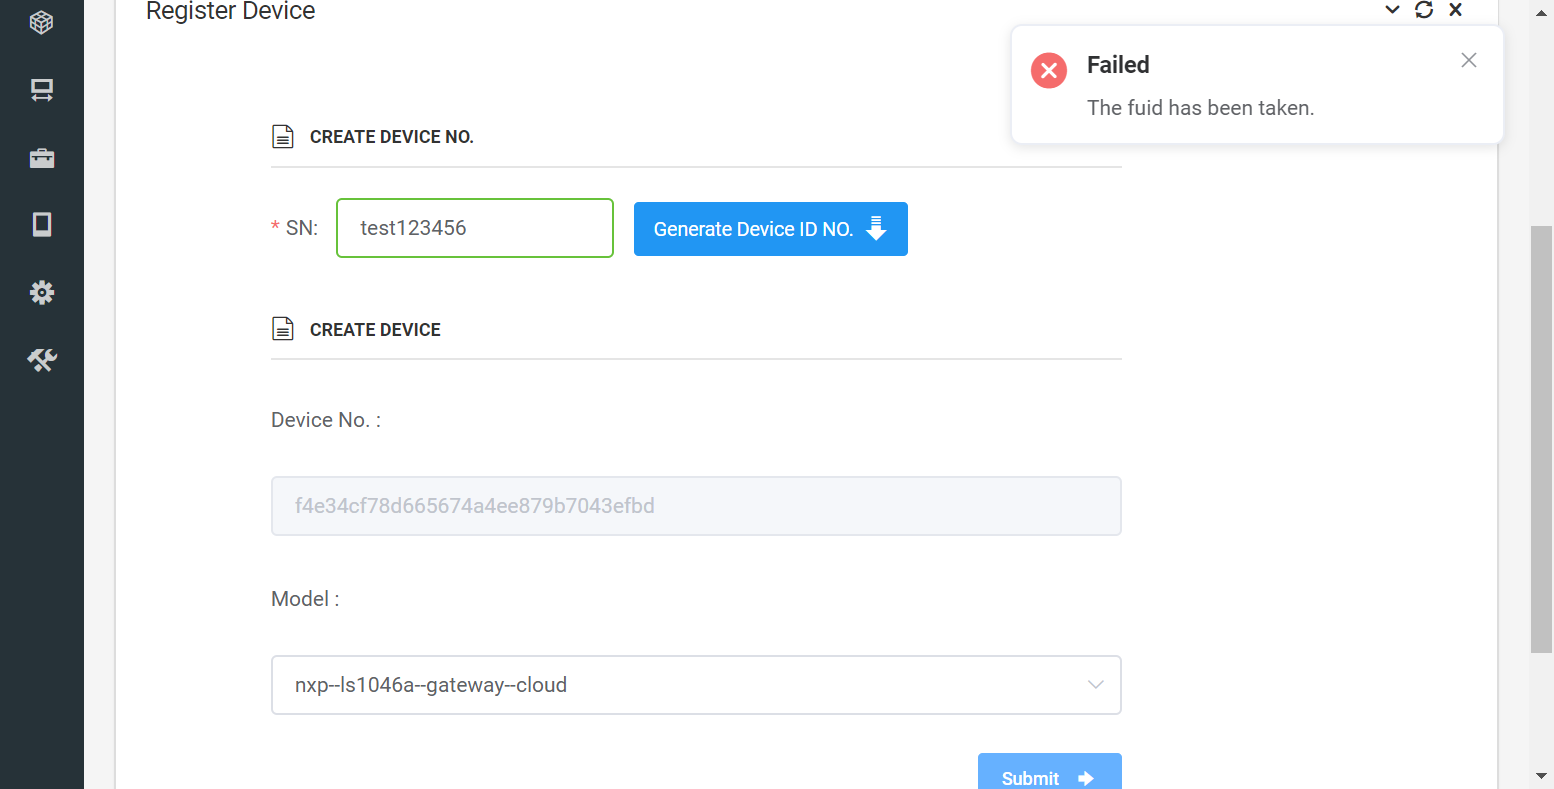 Register Device
Failed
The fuid has been taken.
CREATE DEVICE NO.
* SN:
test123456
Generate Device ID NO.
CREATE DEVICE
Device No. :
f4e34cf78d665674a4ee879b7043efbd
Model :
nxp--ls1046a--gateway--cloud
Submit